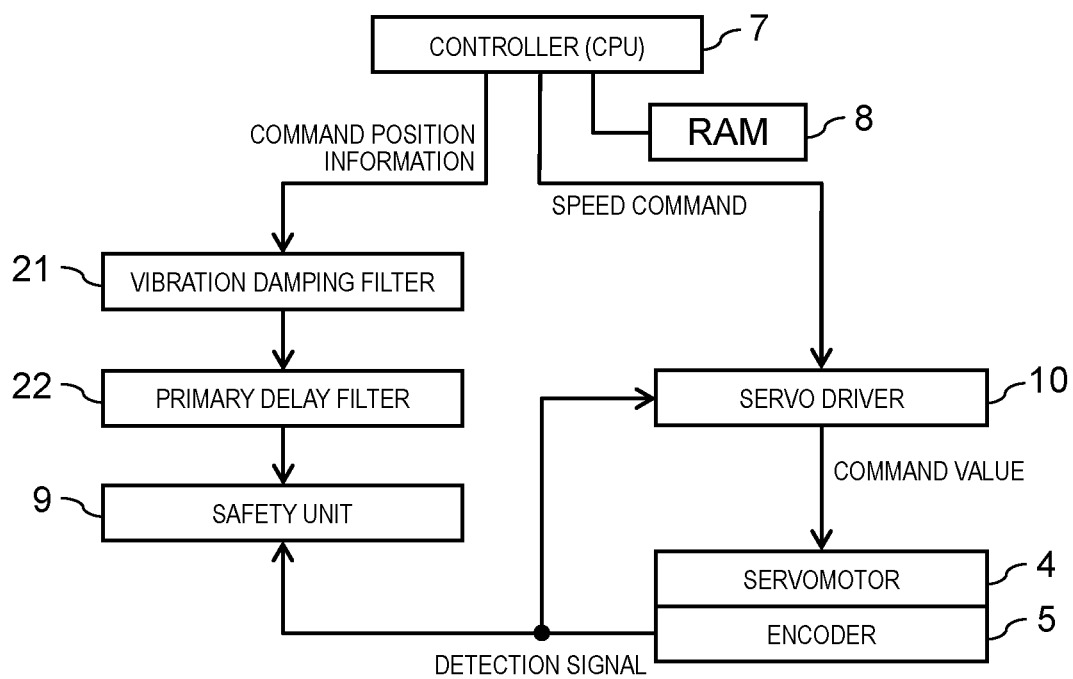 CONTROLLER (CPU)
7
RAM
8
COMMAND POSITION
INFORMATION
SPEED COMMAND
21
VIBRATION DAMPING FILTER
22
PRIMARY DELAY FILTER
SERVO DRIVER
10
COMMAND VALUE
9
SAFETY UNIT
SERVOMOTOR
4
ENCODER
5
DETECTION SIGNAL